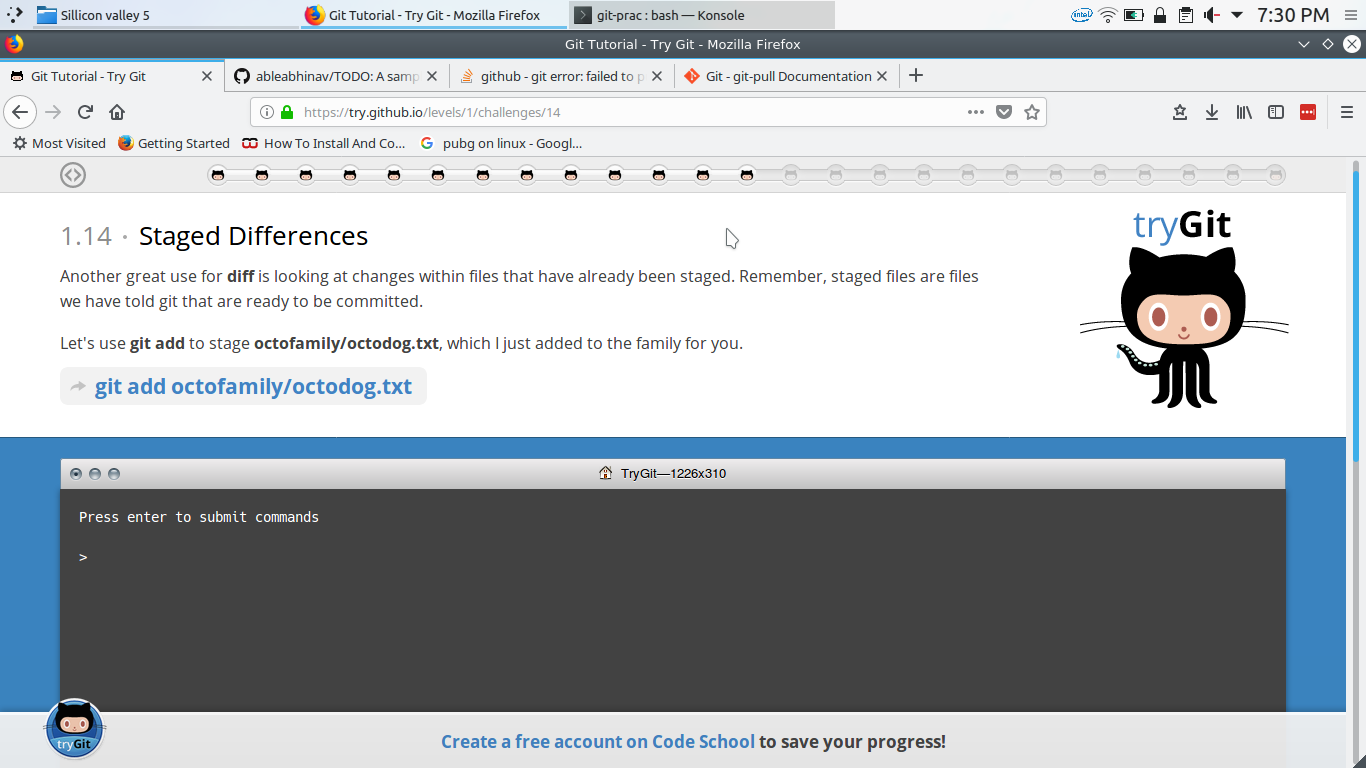 Sillicon valley 5
Git Tutorial - Try Git - Mozilla Firefox
git-prac : bash — Konsole
intel
7:30 PM
Git Tutorial - Try Git - Mozilla Firefox
Git Tutorial - Try Git
ableabhinav/TODO: A samp
github - git error: failed to p
Git - git-pull Documentation
https://try.github.io/levels/1/challenges/14
Most Visited
Getting Started
How To Install And Co...
pubg on linux - Googl...
1.14 · Staged Differences
tryGit
Another great use for diff is looking at changes within files that have already been staged. Remember, staged files are files
we have told git that are ready to be committed.
Let's use git add to stage octofamily/octodog.txt, which I just added to the family for you.
git add octofamily/octodog.txt
TryGit—1226x310
Press enter to submit commands
>
tryGit
Create a free account on Code School to save your progress!